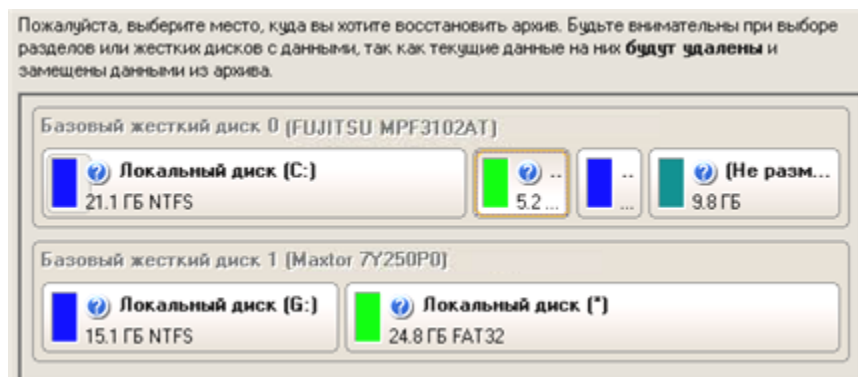 Пожалуйста, выберите место, куда вы хотите восстановить архив. Будьте внимательны при выборе
разделов или жестких дисков с данными, так как текущие данные на них будут удалены и
замещены данными из архива.
Базовый жесткий диск 0 (FUJITSU MPF3102AT)
Локальный диск (C:)
21.1 ГБ NTFS
..
5.2 ...
..
...
(Не разм...
9.8 ГБ
Базовый жесткий диск 1 (Maxtor 7Y250P0)
Локальный диск (G:)
15.1 ГБ NTFS
Локальный диск (*)
24.8 ГБ FAT32